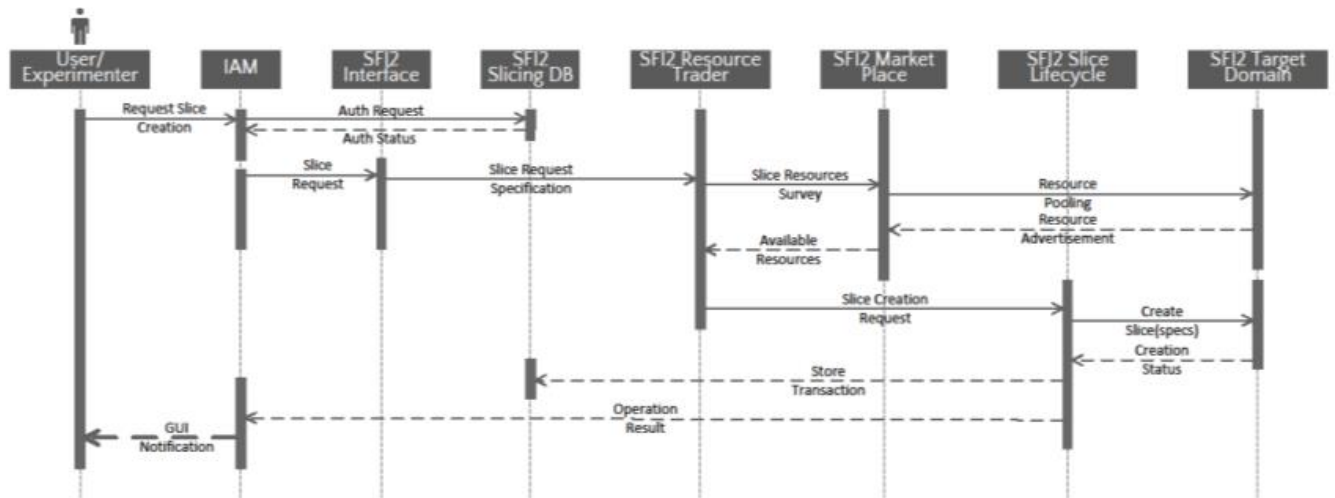 User/
Experimenter
IAM
SFI2
Interface
SFI2
Slicing DB
SFI2 Resource
Trader
SFI2 Market
Place
SFI2 Slice
Lifecycle
SFI2 Target
Domain
Request Slice
Creation
Auth Request
Auth Status
Slice
Request
Slice Request
Specification
Slice Resources
Survey
Resource
Pooling
Resource
Advertisement
Available
Resources
Slice Creation
Request
Create
Slice(specs)
Creation
Status
Store
Transaction
Operation
Result
GUI
Notification